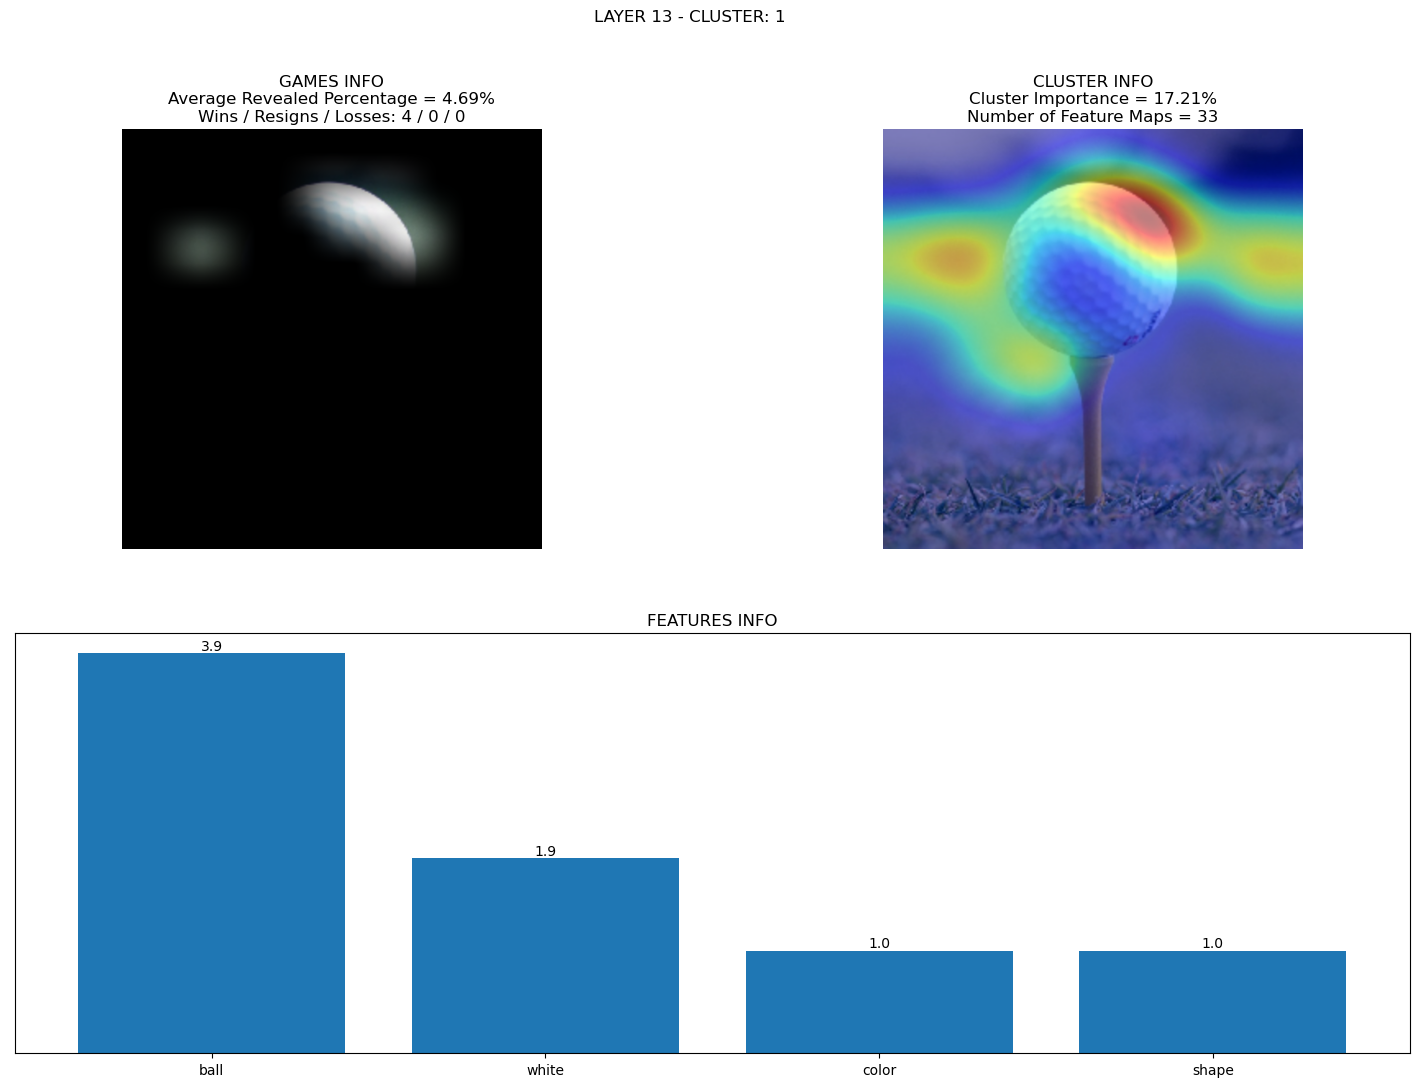 LAYER 13 - CLUSTER: 1
GAMES INFO
Average Revealed Percentage = 4.69%
Wins / Resigns / Losses: 4 / 0 / 0
CLUSTER INFO
Cluster Importance = 17.21%
Number of Feature Maps = 33
FEATURES INFO
3.9
1.9
1.0
1.0
ball
white
color
shape